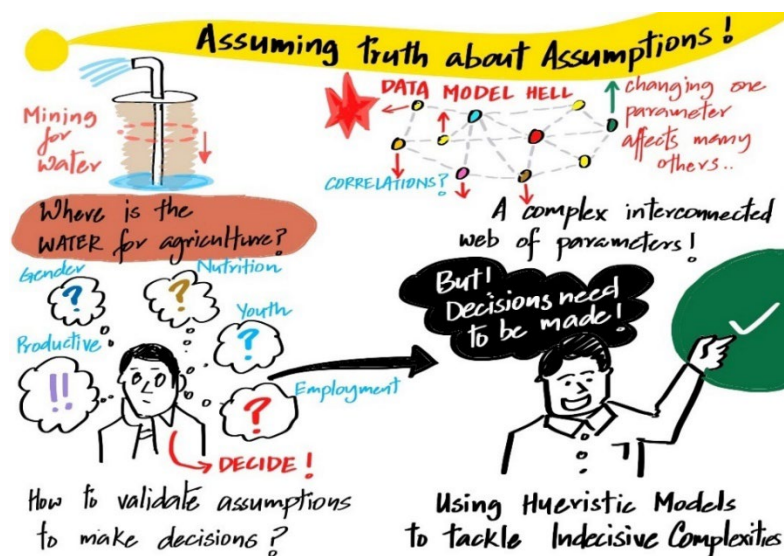 Assuming truth about Assumptions!
Mining
for
Water
DATA MODEL HELL
changing one
parameter
affects many
others..
CORRELATIONS?
Where is the
WATER for agriculture?
A complex interconnected
web of parameters!
Gender
?
Nutrition
?
Youth
?
Productive
!!
Employment
?
DECIDE!
But!
Decisions need
to be made!
How to validate assumptions
to make decisions?
Using Hueristic Models
to tackle Indecisive Complexities